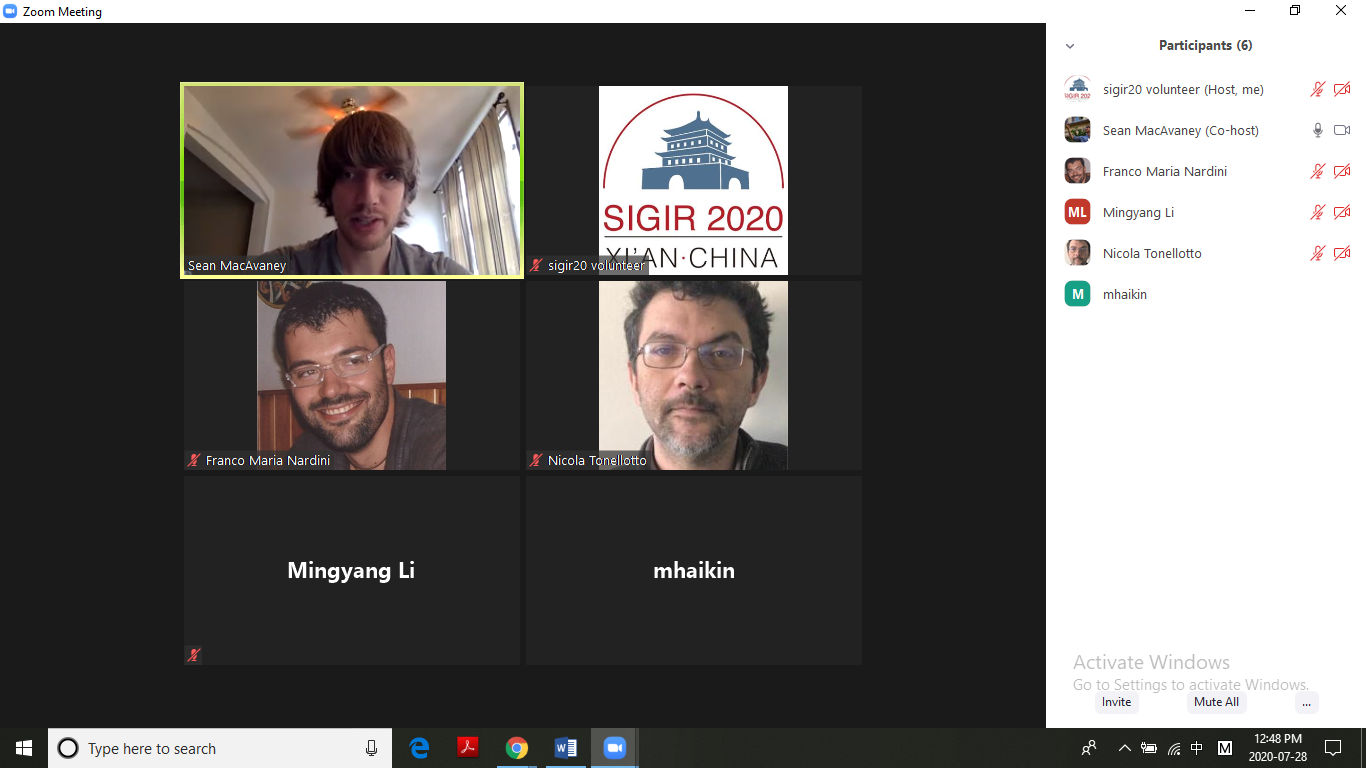 Zoom Meeting
Sean MacAvaney
SIGIR 2020
XI'AN·CHINA
sigir20 volunteer
Franco Maria Nardini
Nicola Tonellotto
Mingyang Li
mhaikin
Participants (6)
SIGIR 202
sigir20 volunteer (Host, me)
Sean MacAvaney (Co-host)
Franco Maria Nardini
ML
Mingyang Li
Nicola Tonellotto
M
mhaikin
Activate Windows
Go to Settings to activate Windows.
Invite
Mute All
...
Type here to search
中
M
12:48 PM
2020-07-28